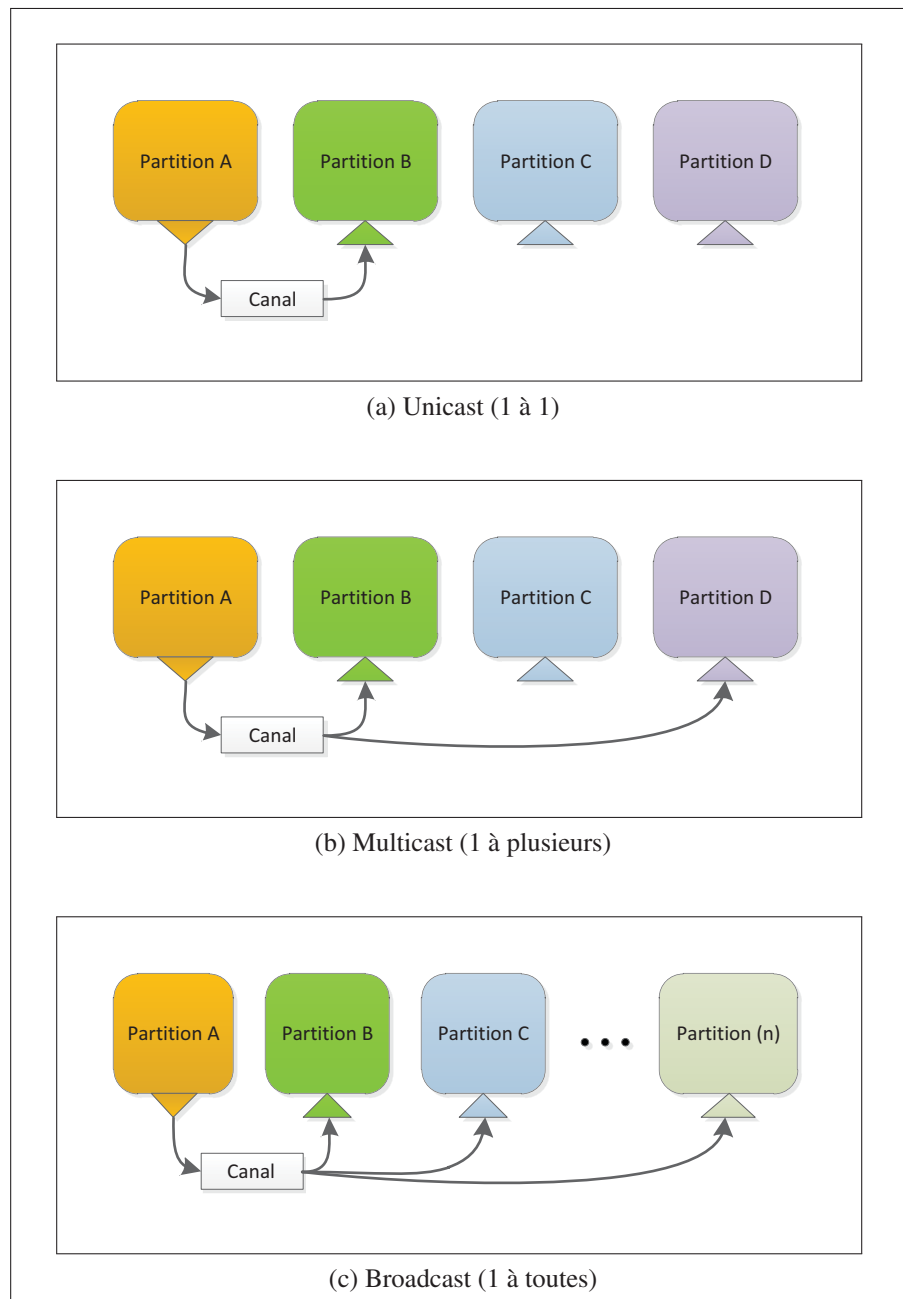 Partition A
Partition B
Partition C
Partition D
Canal
(a) Unicast (1 à 1)
Partition A
Partition B
Partition C
Partition D
Canal
(b) Multicast (1 à plusieurs)
Partition A
Partition B
Partition C
Partition (n)
Canal
(c) Broadcast (1 à toutes)